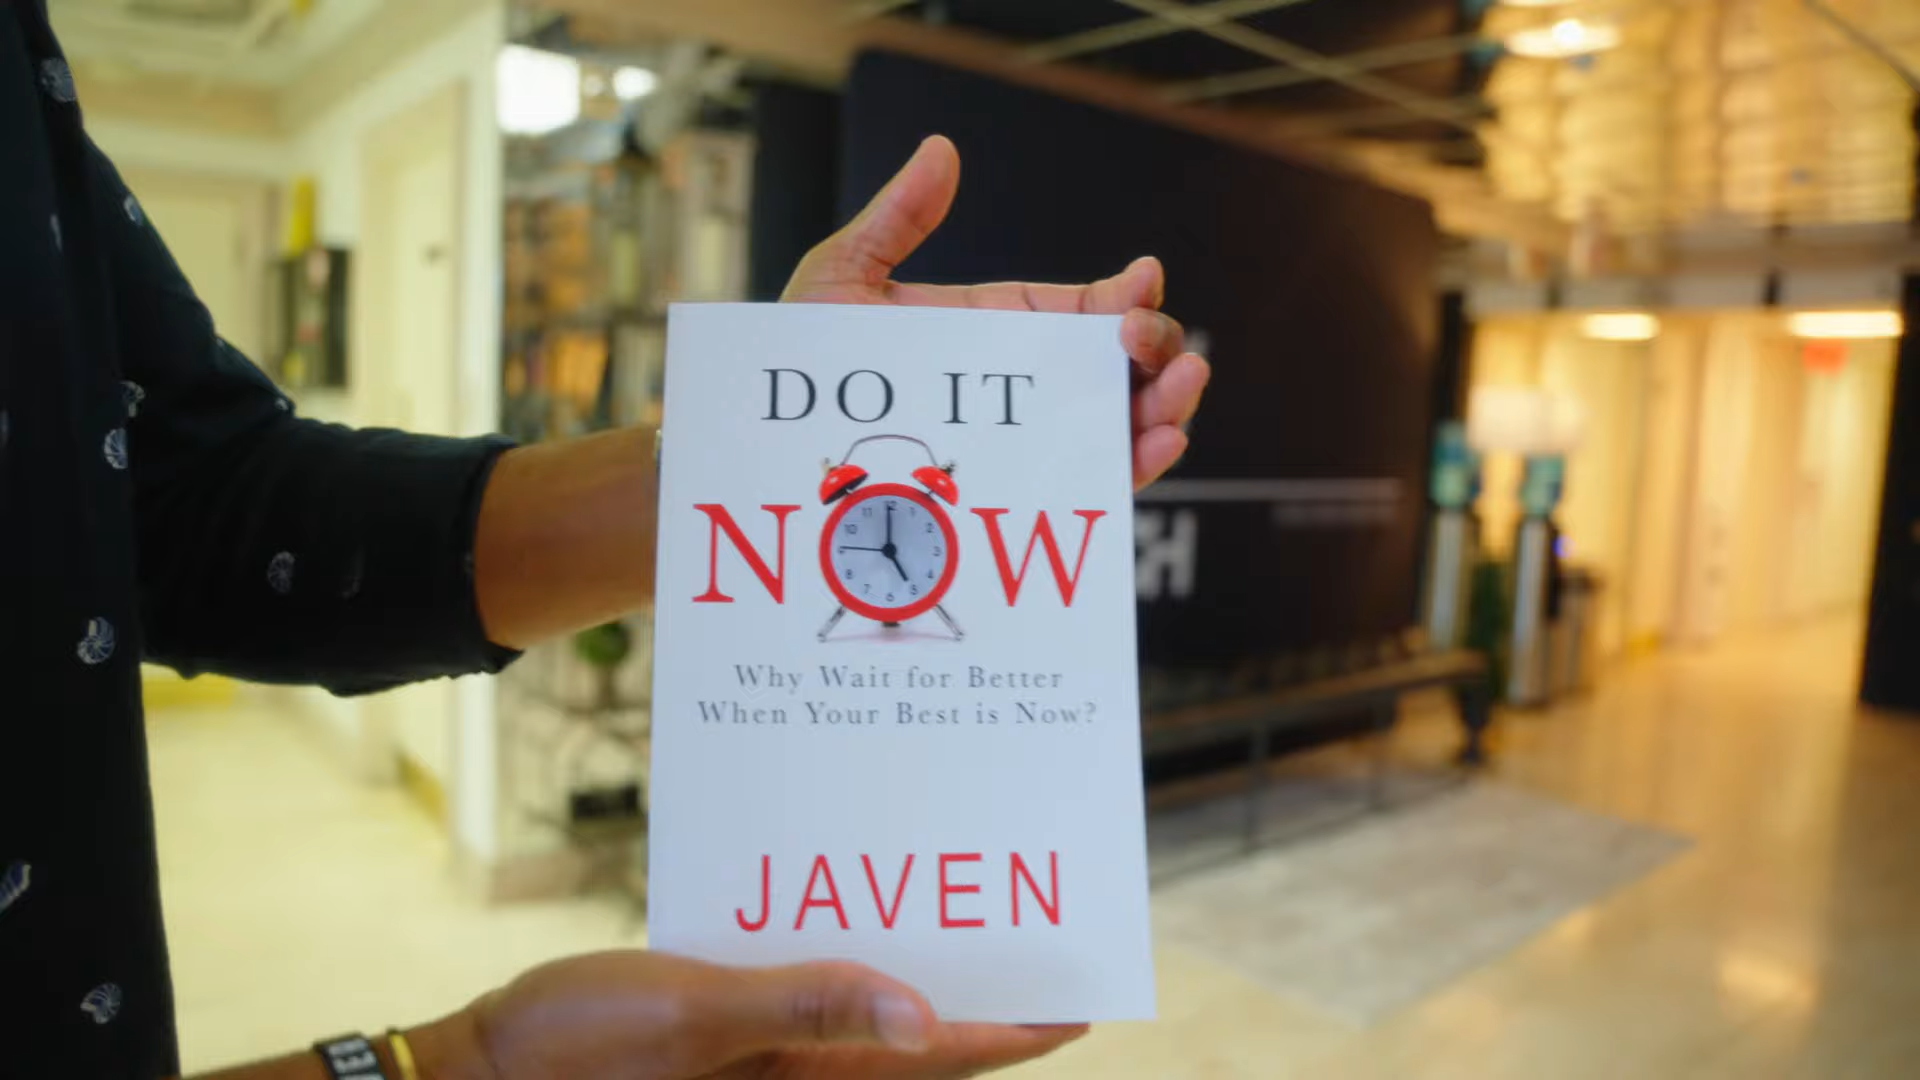 DO IT
NOW
Why Wait for Better
When Your Best is Now?
JAVEN